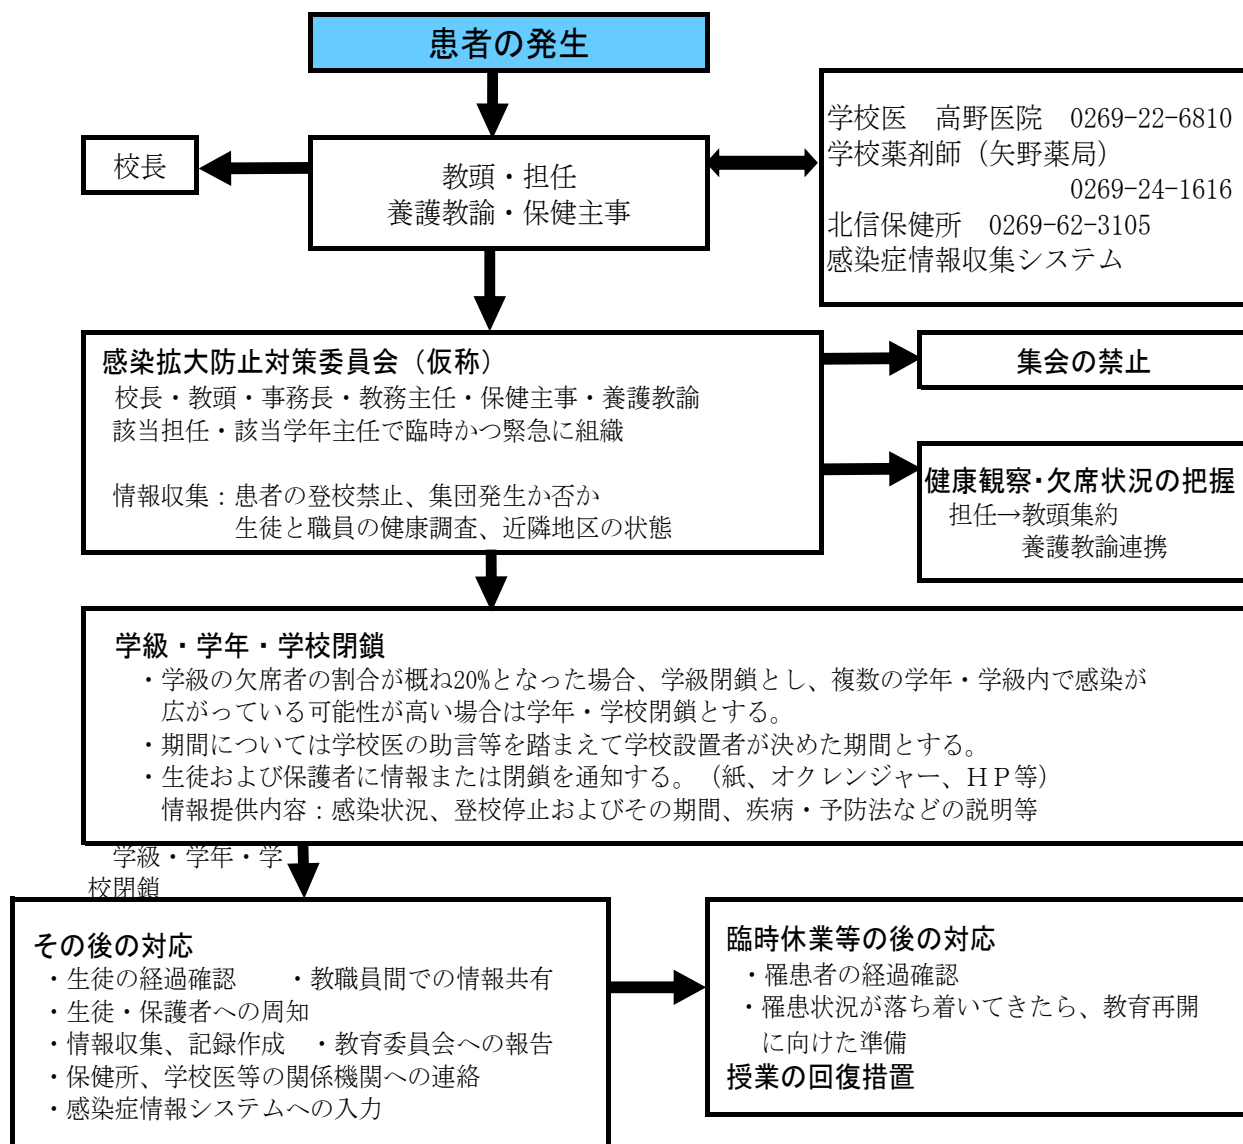 患者の発生
校長
教頭・担任
養護教諭・保健主事
学校医　高野医院　0269-22-6810
学校薬剤師（矢野薬局）
0269-24-1616
北信保健所　0269-62-3105
感染症情報収集システム
感染拡大防止対策委員会（仮称）
校長・教頭・事務長・教務主任・保健主事・養護教諭
該当担任・該当学年主任で臨時かつ緊急に組織
情報収集：患者の登校禁止、集団発生か否か
生徒と職員の健康調査、近隣地区の状態
集会の禁止
健康観察・欠席状況の把握
担任→教頭集約
養護教諭連携
学級・学年・学校閉鎖
・学級の欠席者の割合が概ね20%となった場合、学級閉鎖とし、複数の学年・学級内で感染が
広がっている可能性が高い場合は学年・学校閉鎖とする。
・期間については学校医の助言等を踏まえて学校設置者が決めた期間とする。
・生徒および保護者に情報または閉鎖を通知する。（紙、オクレンジャー、ＨＰ等）
情報提供内容：感染状況、登校停止およびその期間、疾病・予防法などの説明等
学級・学年・学
校閉鎖
その後の対応
・生徒の経過確認　　・教職員間での情報共有
・生徒・保護者への周知
・情報収集、記録作成　・教育委員会への報告
・保健所、学校医等の関係機関への連絡
・感染症情報システムへの入力
臨時休業等の後の対応
・罹患者の経過確認
・罹患状況が落ち着いてきたら、教育再開
に向けた準備
授業の回復措置